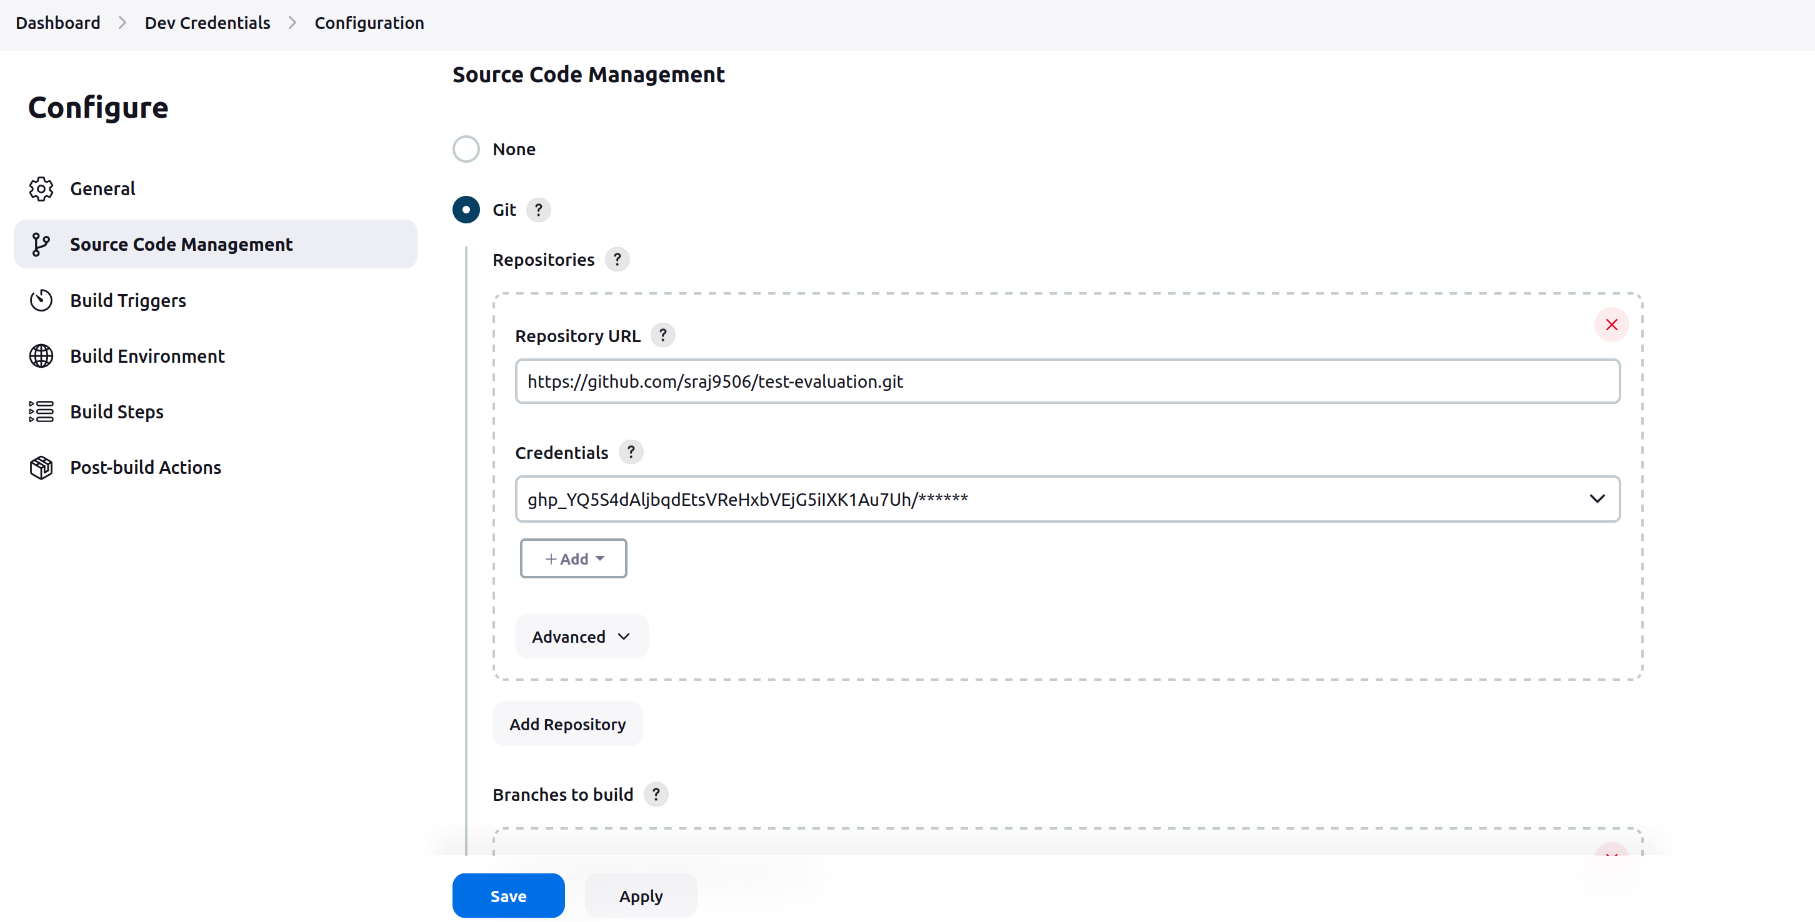 Dashboard > Dev Credentials > Configuration
Configure
General
Source Code Management
Build Triggers
Build Environment
Build Steps
Post-build Actions
Source Code Management
None
Git ?
Repositories ?
Repository URL ?
https://github.com/sraj9506/test-evaluation.git
Credentials ?
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/******
+ Add
Advanced
Add Repository
Branches to build ?
Save Apply